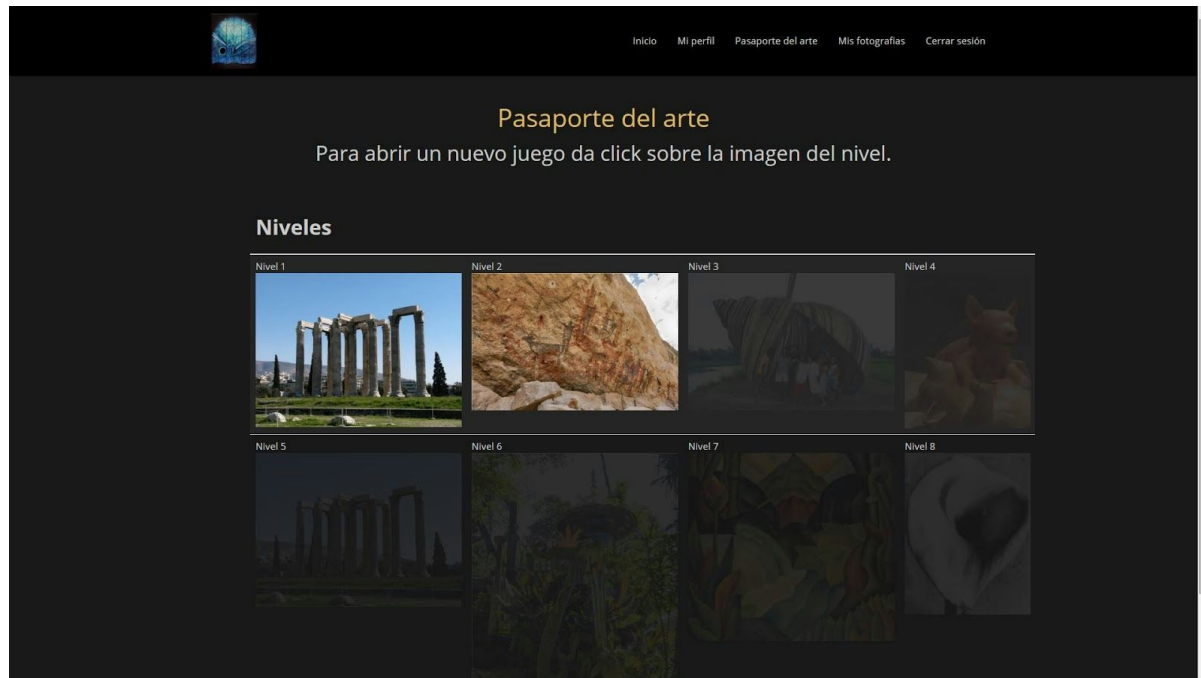 Inicio Mi perfil Pasaporte del arte Mis fotografias Cerrar sesión
Pasaporte del arte
Para abrir un nuevo juego da click sobre la imagen del nivel.
Niveles
Nivel 1 Nivel 2 Nivel 3 Nivel 4
Nivel 5 Nivel 6 Nivel 7 Nivel 8